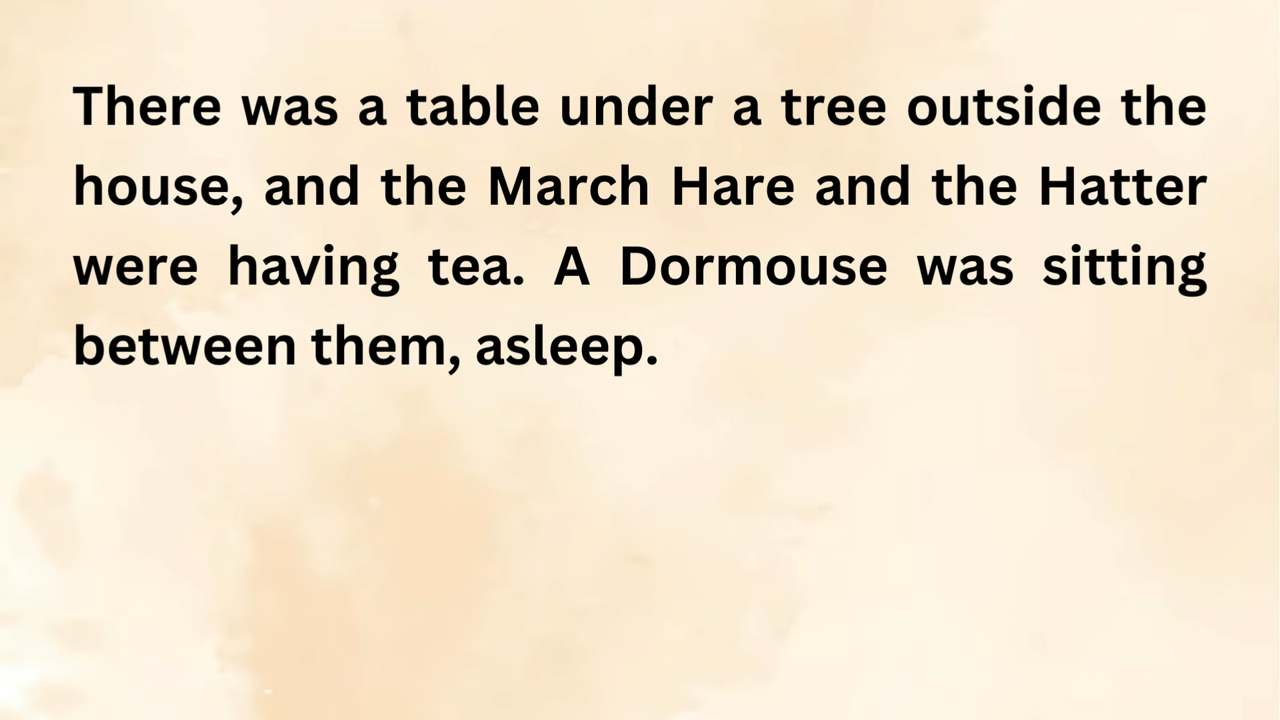 There was a table under a tree outside the
house, and the March Hare and the Hatter
were having tea. A Dormouse was sitting
between them, asleep.